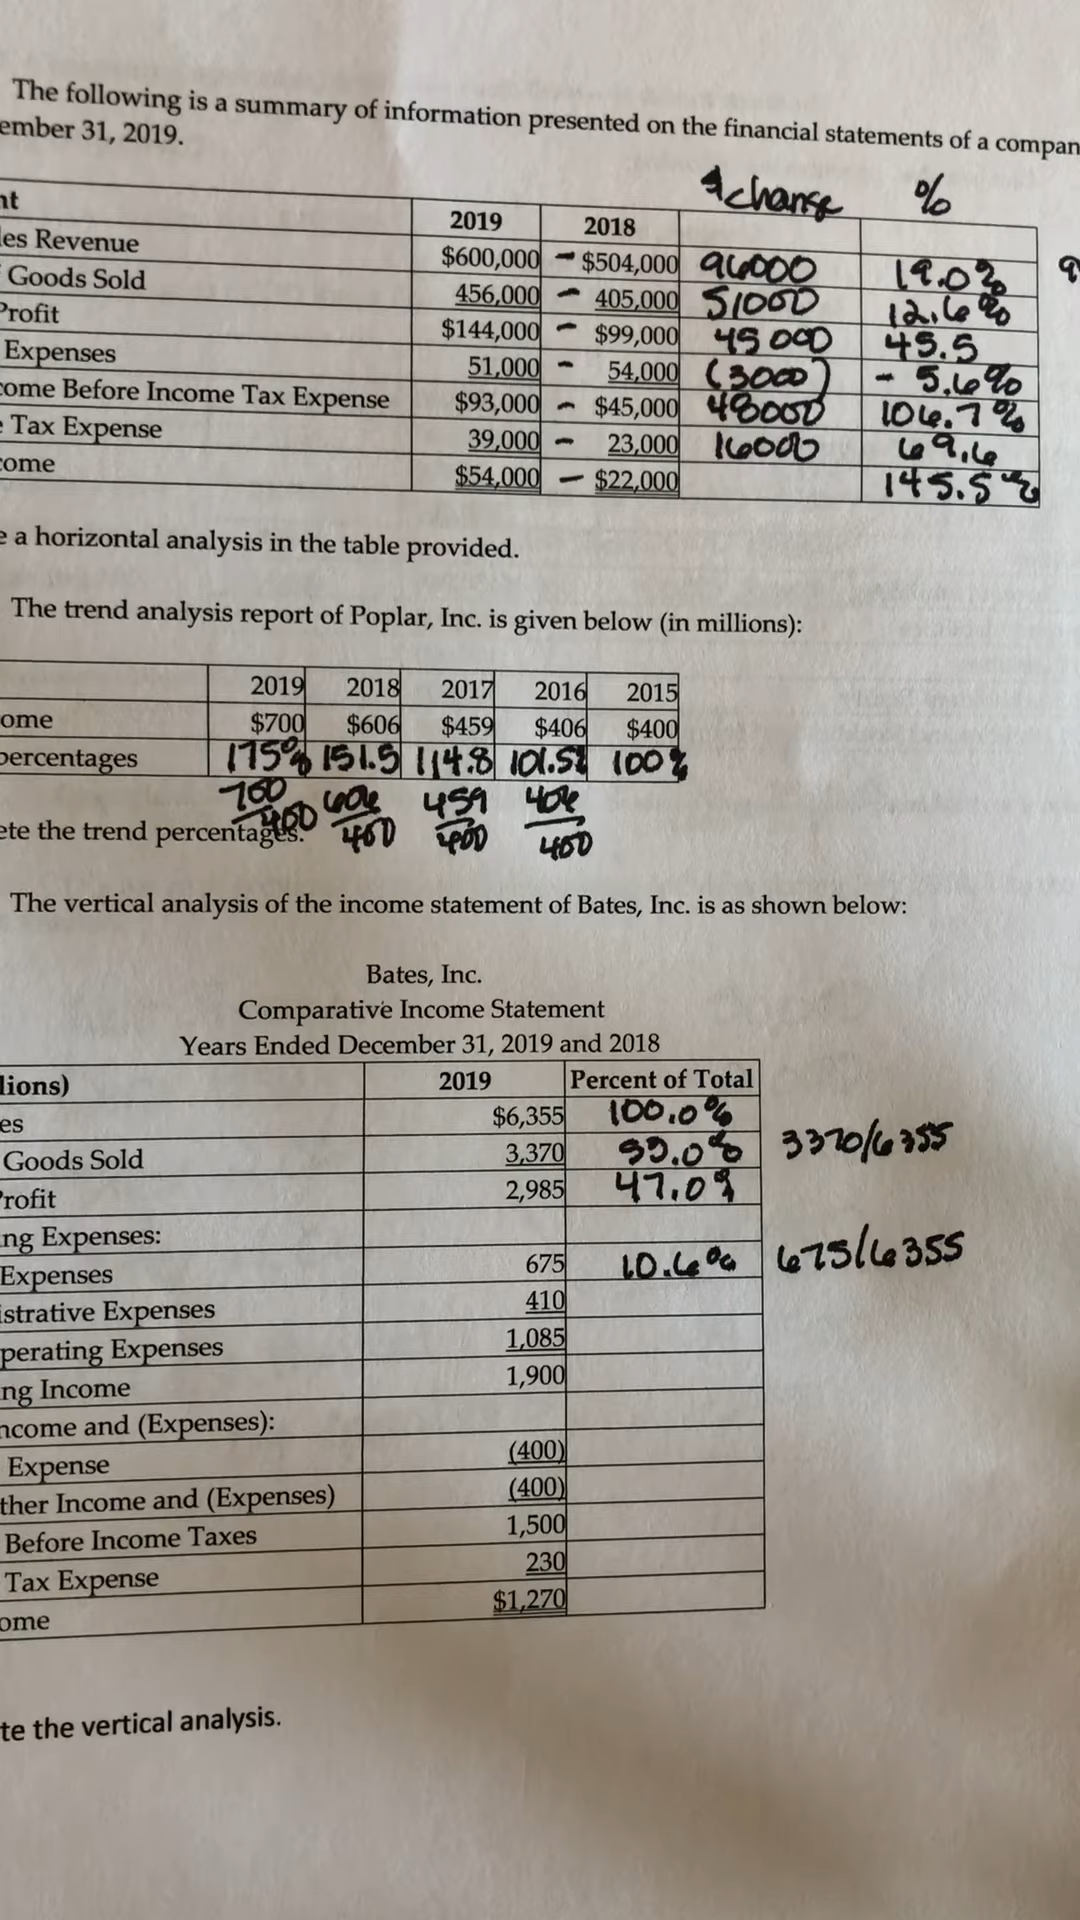 The following is a summary of information presented on the financial statements of a compan
ember 31, 2019.
$ change %
nt 2019 2018
les Revenue $600,000 - $504,000 96000 19.0%
Goods Sold 456,000 - 405,000 51000 12.6%
Profit $144,000 - $99,000 45000 45.5
Expenses 51,000 - 54,000 (3000) - 5.6%
come Before Income Tax Expense $93,000 - $45,000 48000 106.7%
e Tax Expense 39,000 - 23,000 16000 69.6
come $54,000 - $22,000 145.5%
e a horizontal analysis in the table provided.
The trend analysis report of Poplar, Inc. is given below (in millions):
2019 2018 2017 2016 2015
ome $700 $606 $459 $406 $400
percentages 175% 151.5 114.8 101.5% 100%
700 606 459 406
ete the trend percentages. 400 400 400 400
The vertical analysis of the income statement of Bates, Inc. is as shown below:
Bates, Inc.
Comparative Income Statement
Years Ended December 31, 2019 and 2018
lions) 2019 Percent of Total
es $6,355 100.0%
Goods Sold 3,370 53.0% 3370/6355
Profit 2,985 47.0%
ng Expenses:
Expenses 675 10.6% 675/6355
istrative Expenses 410
perating Expenses 1,085
ng Income 1,900
ncome and (Expenses):
Expense (400)
ther Income and (Expenses) (400)
Before Income Taxes 1,500
Tax Expense 230
ome $1,270
te the vertical analysis.